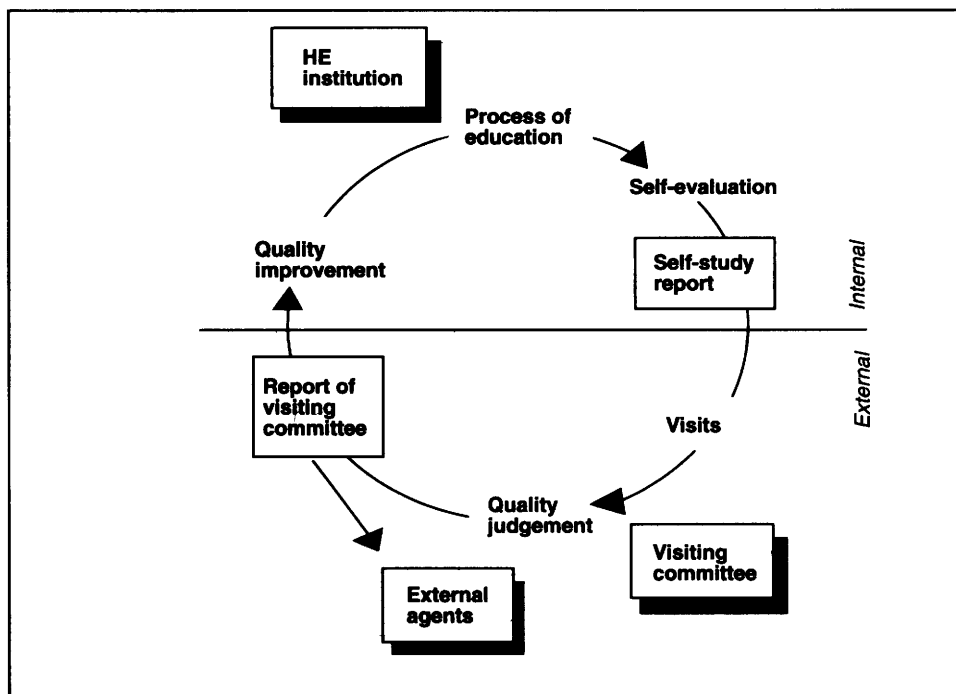 HE
institution
Process of
education
Self-evaluation
Quality
improvement
Self-study
report
Internal
External
Report of
visiting
committee
Visits
Quality
judgement
Visiting
committee
External
agents